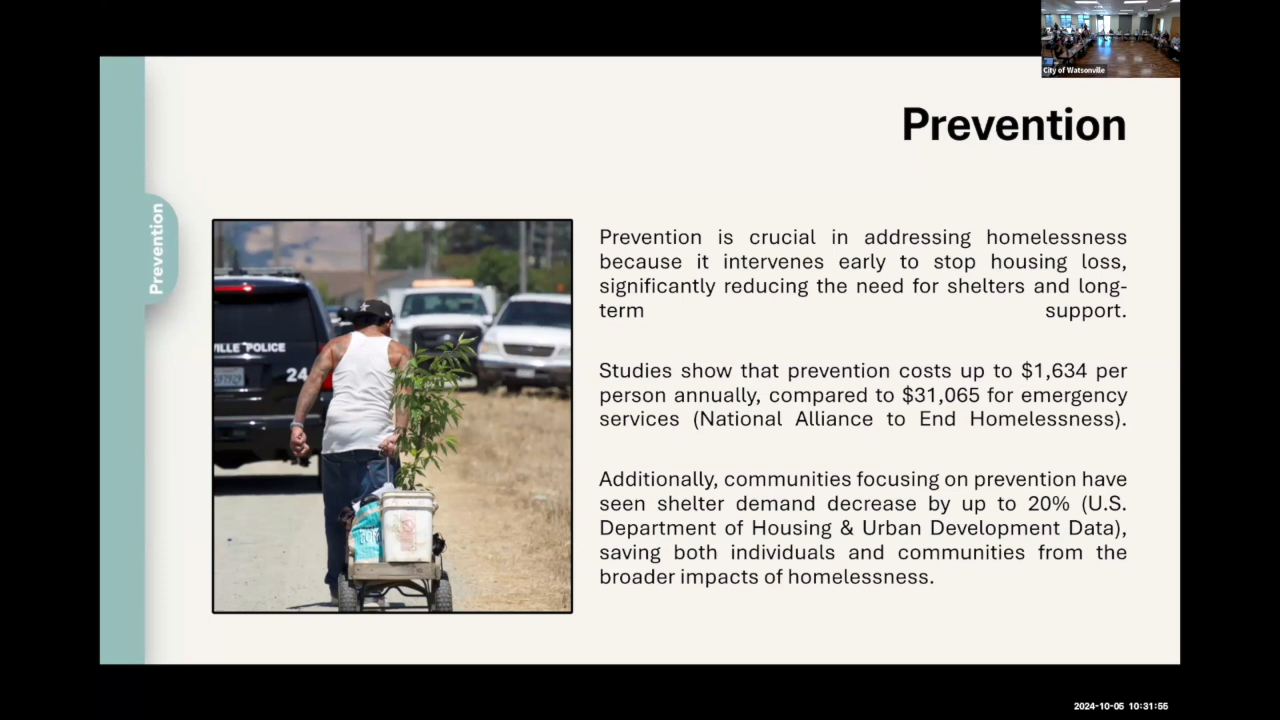 City of Watsonville
Prevention
Prevention
VILLE POLICE
24
Prevention is crucial in addressing homelessness
because it intervenes early to stop housing loss,
significantly reducing the need for shelters and long-
term support.
Studies show that prevention costs up to $1,634 per
person annually, compared to $31,065 for emergency
services (National Alliance to End Homelessness).
Additionally, communities focusing on prevention have
seen shelter demand decrease by up to 20% (U.S.
Department of Housing & Urban Development Data),
saving both individuals and communities from the
broader impacts of homelessness.
2024-10-05 10:31:55